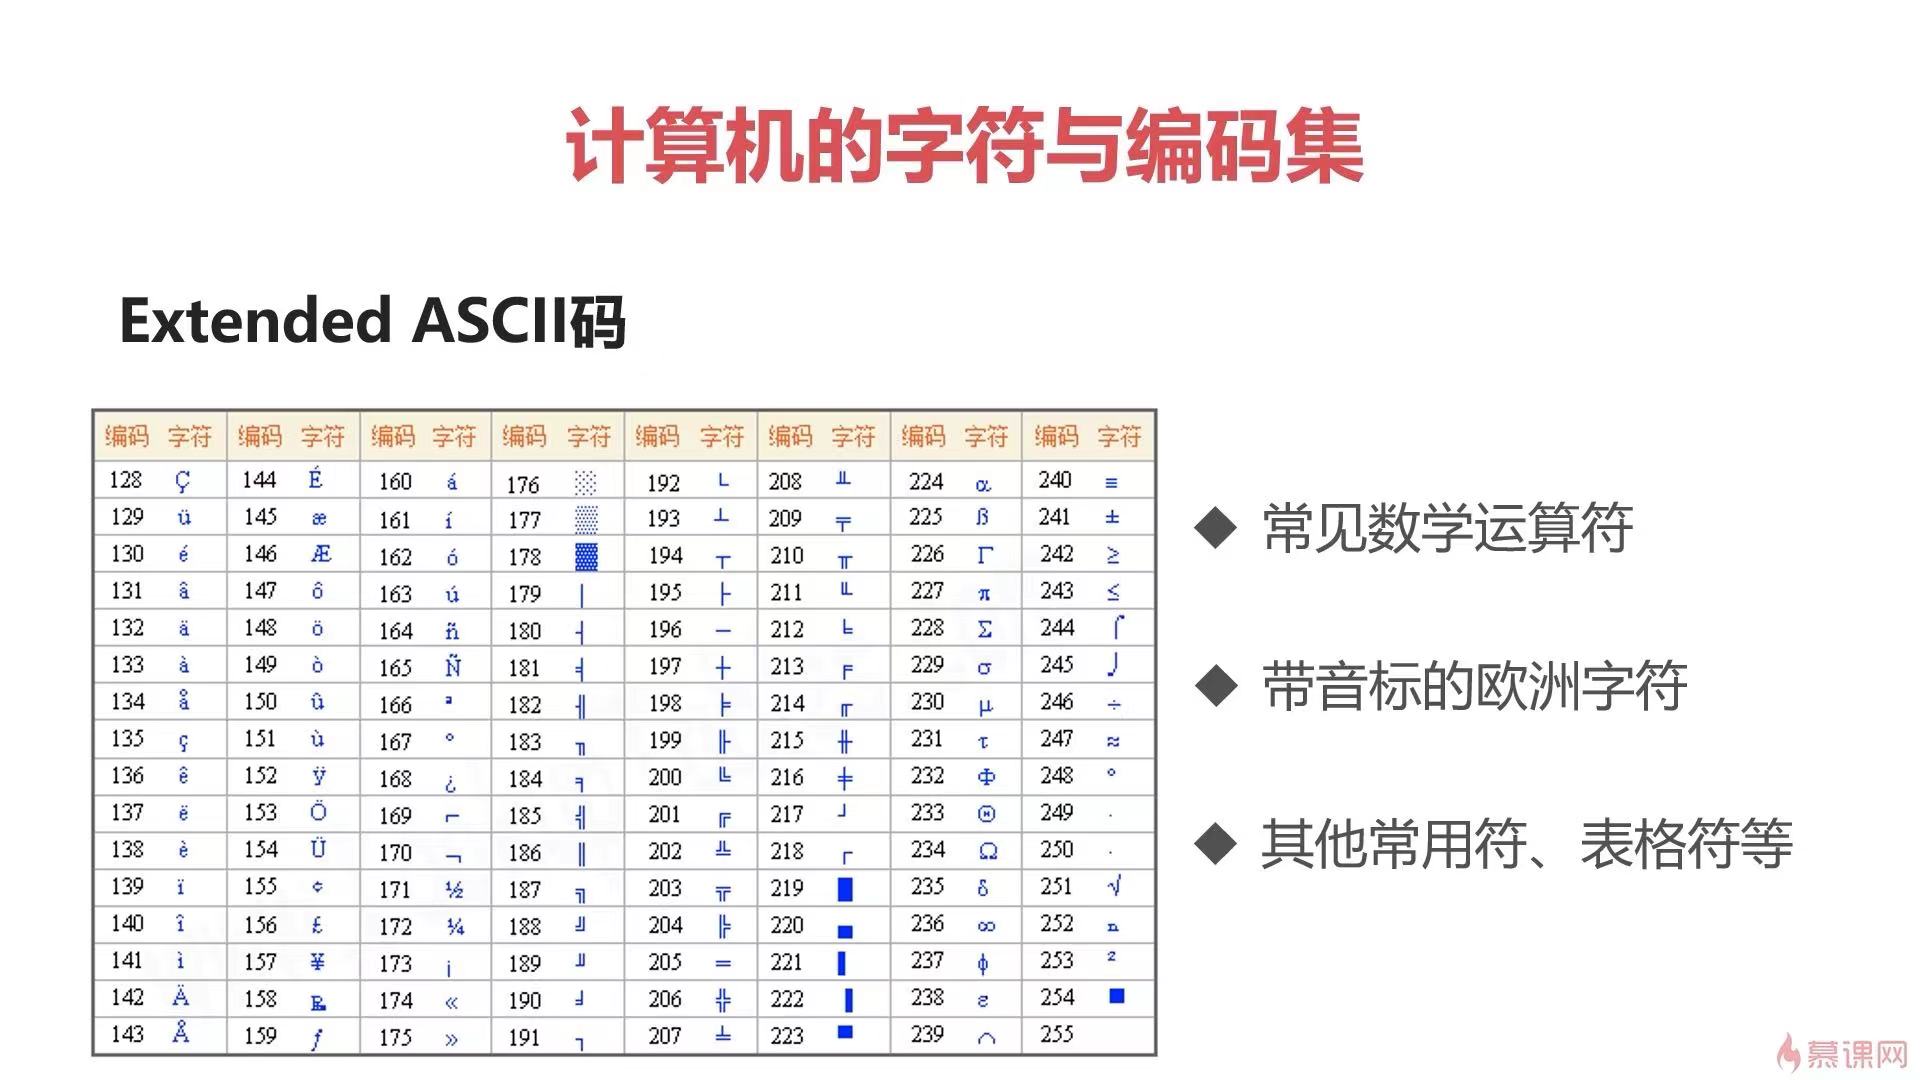 计算机的字符与编码集
Extended ASCII码
编码 字符 编码 字符 编码 字符 编码 字符 编码 字符 编码 字符 编码 字符 编码 字符
128 Ç 144 É 160 á 176 ░ 192 └ 208 ╨ 224 α 240 ≡
129 ü 145 æ 161 í 177 ▒ 193 ┴ 209 ╤ 225 ß 241 ±
130 é 146 Æ 162 ó 178 ▓ 194 ┬ 210 ╥ 226 Γ 242 ≥
131 â 147 ô 163 ú 179 │ 195 ├ 211 ╙ 227 π 243 ≤
132 ä 148 ö 164 ñ 180 ┤ 196 ─ 212 ╘ 228 Σ 244 ⌠
133 à 149 ò 165 Ñ 181 ╡ 197 ┼ 213 ╒ 229 σ 245 ⌡
134 å 150 û 166 ª 182 ╢ 198 ╞ 214 ╓ 230 µ 246 ÷
135 ç 151 ù 167 º 183 ╖ 199 ╟ 215 ╫ 231 τ 247 ≈
136 ê 152 ÿ 168 ¿ 184 ╕ 200 ╚ 216 ╪ 232 Φ 248 °
137 ë 153 Ö 169 ⌐ 185 ╣ 201 ╔ 217 ┘ 233 Θ 249 ∙
138 è 154 Ü 170 ¬ 186 ║ 202 ╩ 218 ┌ 234 Ω 250 ·
139 ï 155 ¢ 171 ½ 187 ╗ 203 ╦ 219 █ 235 δ 251 √
140 î 156 £ 172 ¼ 188 ╝ 204 ╠ 220 ▄ 236 ∞ 252 ⁿ
141 ì 157 ¥ 173 ¡ 189 ╜ 205 ═ 221 ▌ 237 φ 253 ²
142 Ä 158 ₧ 174 « 190 ╛ 206 ╬ 222 ▐ 238 ε 254 ■
143 Å 159 ƒ 175 » 191 ┐ 207 ╧ 223 ▀ 239 ∩ 255
◆ 常见数学运算符
◆ 带音标的欧洲字符
◆ 其他常用符、表格符等
慕课网